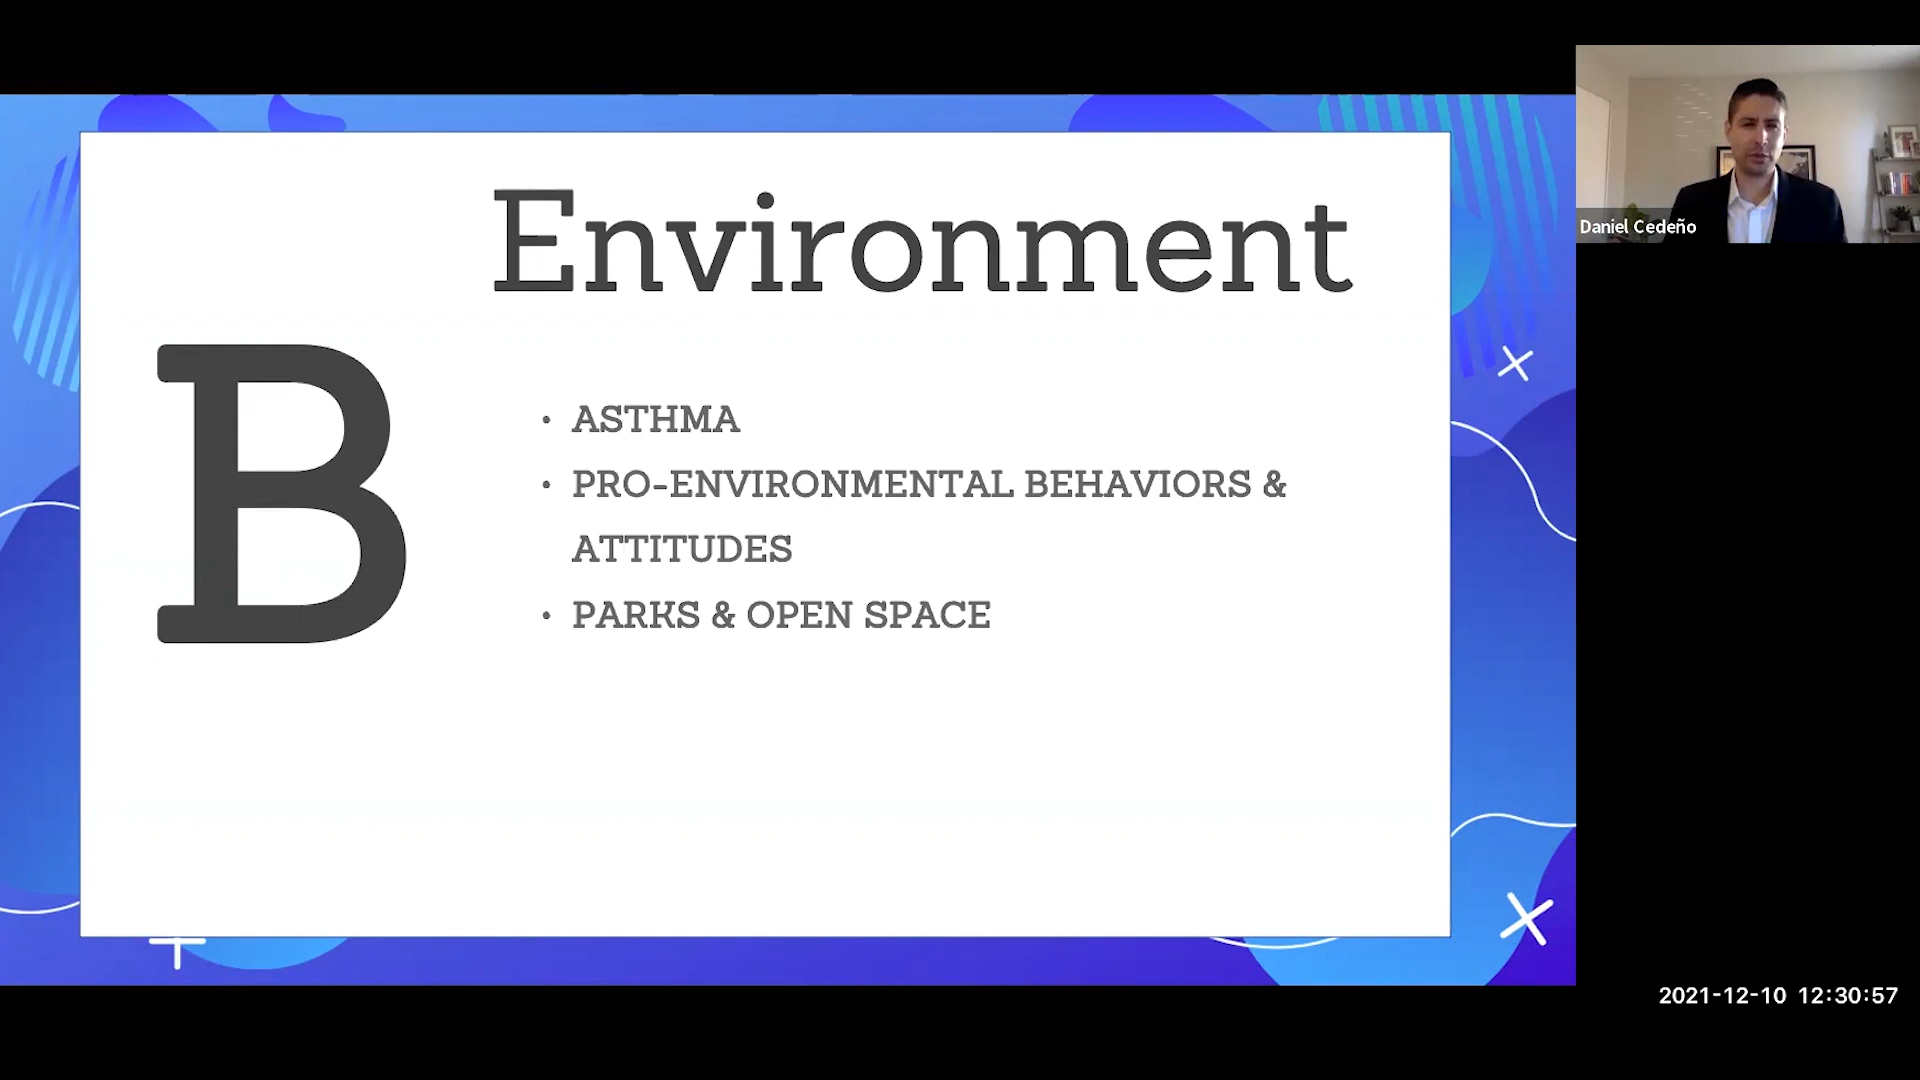 Environment
B
• ASTHMA
• PRO-ENVIRONMENTAL BEHAVIORS &
ATTITUDES
• PARKS & OPEN SPACE
Daniel Cedeño
2021-12-10 12:30:57